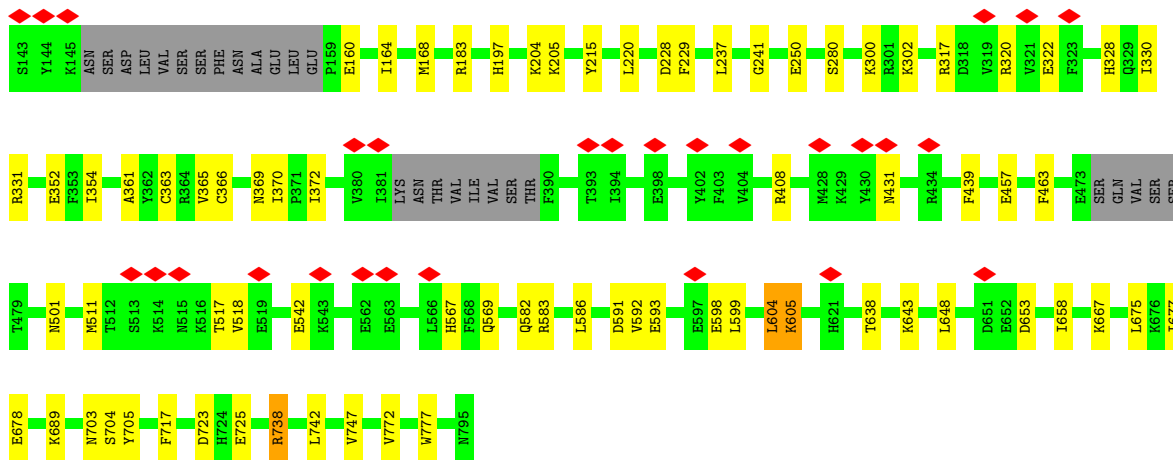 S143 Y144 K145 ASN SER ASP LEU VAL SER SER PHE ASN ALA GLU LEU GLU P159 E160 I164 M168 R183 H197 K204 K205 Y215 L220 D228 F229 L237 G241 E250 S280 K300 R301 K302 R317 D318 V319 R320 V321 E322 F323 H328 Q329 I330
R331 E352 F353 I354 A361 Y362 C363 R364 V365 C366 N369 I370 P371 I372 V380 I381 LYS ASN THR VAL ILE VAL SER THR F390 T393 I394 E398 Y402 F403 V404 R408 M428 K429 Y430 N431 R434 F439 E457 F463 E473 SER GLN VAL SER SER
T479 N501 M511 T512 S513 K514 N515 K516 T517 V518 E519 E542 K543 E562 E563 L566 H567 F568 Q569 Q582 R583 L586 D591 V592 E593 E597 E598 L599 L604 K605 H621 T638 K643 L648 D651 E652 D653 I658 K667 L675 K676 I677
E678 K689 N703 S704 Y705 F717 D723 H724 E725 R738 L742 V747 V772 W777 N795